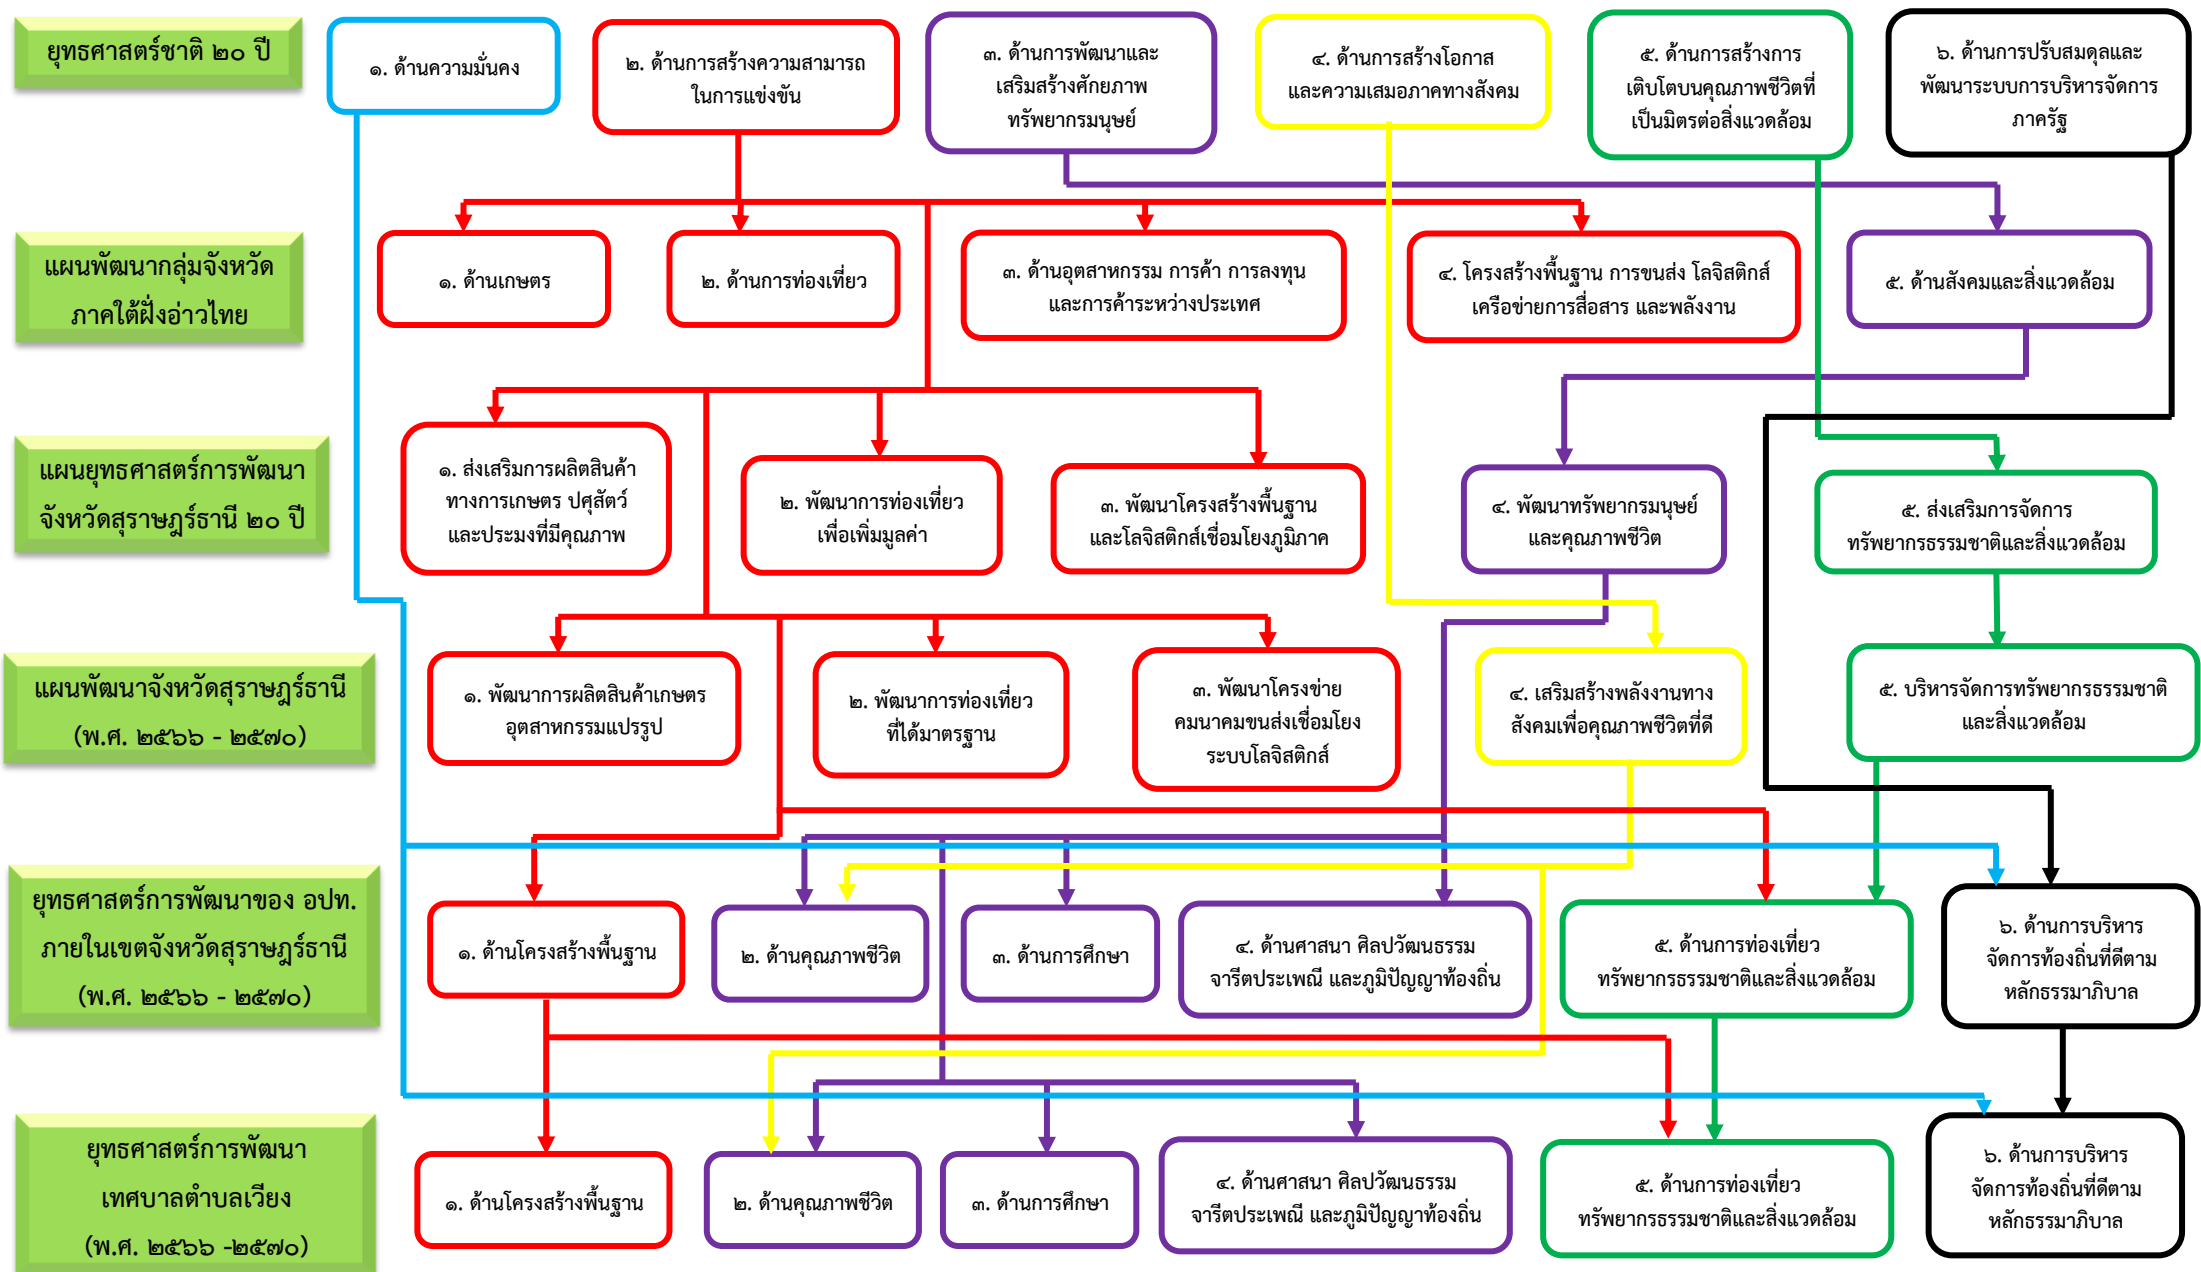 ยุทธศาสตร์ชาติ ๒๐ ปี
๑. ด้านความมั่นคง
๒. ด้านการสร้างความสามารถ
ในการแข่งขัน
๓. ด้านการพัฒนาและ
เสริมสร้างศักยภาพ
ทรัพยากรมนุษย์
๔. ด้านการสร้างโอกาส
และความเสมอภาคทางสังคม
๕. ด้านการสร้างการ
เติบโตบนคุณภาพชีวิตที่
เป็นมิตรต่อสิ่งแวดล้อม
๖. ด้านการปรับสมดุลและ
พัฒนาระบบการบริหารจัดการ
ภาครัฐ
แผนพัฒนากลุ่มจังหวัด
ภาคใต้ฝั่งอ่าวไทย
๑. ด้านเกษตร
๒. ด้านการท่องเที่ยว
๓. ด้านอุตสาหกรรม การค้า การลงทุน
และการค้าระหว่างประเทศ
๔. โครงสร้างพื้นฐาน การขนส่ง โลจิสติกส์
เครือข่ายการสื่อสาร และพลังงาน
๕. ด้านสังคมและสิ่งแวดล้อม
แผนยุทธศาสตร์การพัฒนา
จังหวัดสุราษฎร์ธานี ๒๐ ปี
๑. ส่งเสริมการผลิตสินค้า
ทางการเกษตร ปศุสัตว์
และประมงที่มีคุณภาพ
๒. พัฒนาการท่องเที่ยว
เพื่อเพิ่มมูลค่า
๓. พัฒนาโครงสร้างพื้นฐาน
และโลจิสติกส์เชื่อมโยงภูมิภาค
๔. พัฒนาทรัพยากรมนุษย์
และคุณภาพชีวิต
๕. ส่งเสริมการจัดการ
ทรัพยากรธรรมชาติและสิ่งแวดล้อม
แผนพัฒนาจังหวัดสุราษฎร์ธานี
(พ.ศ. ๒๕๖๖ - ๒๕๗๐)
๑. พัฒนาการผลิตสินค้าเกษตร
อุตสาหกรรมแปรรูป
๒. พัฒนาการท่องเที่ยว
ที่ได้มาตรฐาน
๓. พัฒนาโครงข่าย
คมนาคมขนส่งเชื่อมโยง
ระบบโลจิสติกส์
๔. เสริมสร้างพลังงานทาง
สังคมเพื่อคุณภาพชีวิตที่ดี
๕. บริหารจัดการทรัพยากรธรรมชาติ
และสิ่งแวดล้อม
ยุทธศาสตร์การพัฒนาของ อปท.
ภายในเขตจังหวัดสุราษฎร์ธานี
(พ.ศ. ๒๕๖๖ - ๒๕๗๐)
๑. ด้านโครงสร้างพื้นฐาน
๒. ด้านคุณภาพชีวิต
๓. ด้านการศึกษา
๔. ด้านศาสนา ศิลปวัฒนธรรม
จารีตประเพณี และภูมิปัญญาท้องถิ่น
๕. ด้านการท่องเที่ยว
ทรัพยากรธรรมชาติและสิ่งแวดล้อม
๖. ด้านการบริหาร
จัดการท้องถิ่นที่ดีตาม
หลักธรรมาภิบาล
ยุทธศาสตร์การพัฒนา
เทศบาลตำบลเวียง
(พ.ศ. ๒๕๖๖ -๒๕๗๐)
๑. ด้านโครงสร้างพื้นฐาน
๒. ด้านคุณภาพชีวิต
๓. ด้านการศึกษา
๔. ด้านศาสนา ศิลปวัฒนธรรม
จารีตประเพณี และภูมิปัญญาท้องถิ่น
๕. ด้านการท่องเที่ยว
ทรัพยากรธรรมชาติและสิ่งแวดล้อม
๖. ด้านการบริหาร
จัดการท้องถิ่นที่ดีตาม
หลักธรรมาภิบาล